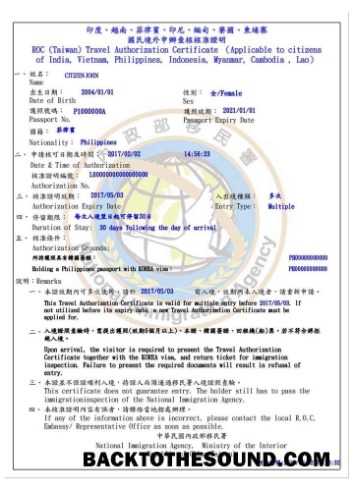 印度、越南、菲律賓、印尼、緬甸、寮國、柬埔寨
國民境外申辦查核核准證明
ROC (Taiwan) Travel Authorization Certificate (Applicable to citizens
of India, Vietnam, Philippines, Indonesia, Myanmar, Cambodia , Lao)
一、 姓名: CITIZEN JOHN
Name:
出生日期: 2004/01/01 性別: 女/Female
Date of Birth Sex
護照號碼: P1000000A 護照效期: 2021/01/01
Passport No. Passport Expiry Date
國籍: 菲律賓
Nationality: Philippines
二、 申請核可日期及時間: 2017/02/02 14:56:23
Date & Time of Authorization
核准證明編號:
Authorization No.
三、 核准證明效期: 2017/05/03 入出境種類: 多次
Authorization Expiry Date Entry Type: Multiple
四、 停留期限: 每次入境翌日起可停留30日
Duration of Stay: 30 days following the day of arrival
五、 核准條件:
Authorization Grounds:
所持護照具有韓國簽證:
Holding a Philippines passport with KOREA visa:
說明:Remarks
一、 本證效期內可多次使用,請於 2017/05/03 前入境,效期內未入境者,請重新申請。
This Travel Authorization Certificate is valid for multiple entry before 2017/05/03. If
not utilized before its expiry date, a new Travel Authorization Certificate must be
applied for.
二、 入境證照查驗時,需提出護照(效期6個月以上)、本證、韓國簽證、回程機(船)票,若不符合將拒
絕入境。
Upon arrival, the visitor is required to present the Travel Authorization
Certificate together with the KOREA visa, and return ticket for immigration
inspection. Failure to present the required documents will result in refusal of
entry.
三、 本證並不保證順利入境,持證人尚須通過移民署入境證照查驗。
This certificate does not guarantee entry. The holder still has to pass the
immigrationinspection of the National Immigration Agency.
四、 本核准證明內容有誤者,請聯絡當地館處辦理。
If any of the information above is incorrect, please contact the local R.O.C.
Embassy/ Representative Office as soon as possible.
中華民國內政部移民署
National Immigration Agency, Ministry of the Interior
BACKTOTHESOUND.COM